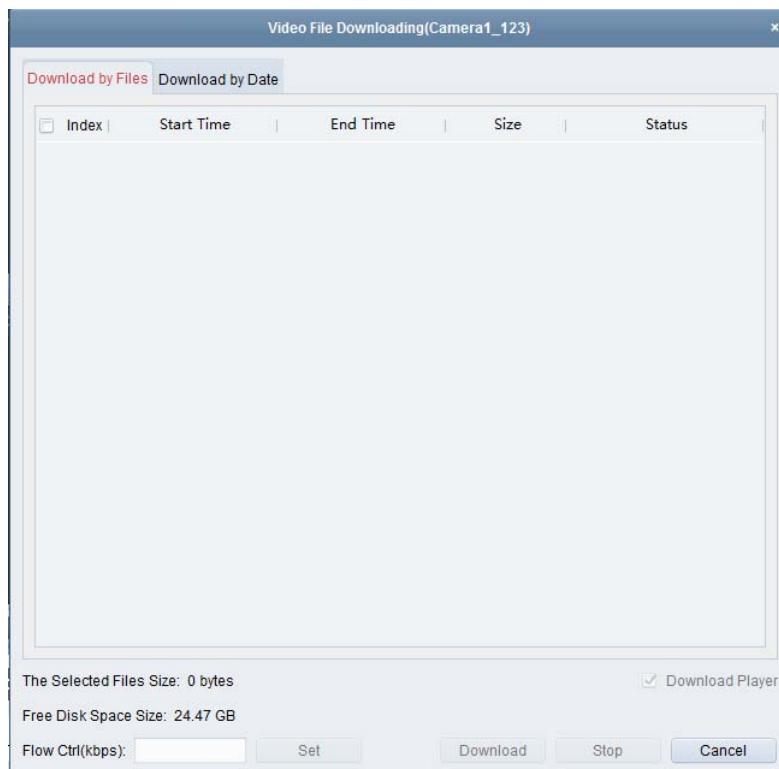 Video File Downloading(Camera1_123)
Download by Files Download by Date
Index Start Time End Time Size Status
The Selected Files Size: 0 bytes Download Player
Free Disk Space Size: 24.47 GB
Flow Ctrl(kbps): Set Download Stop Cancel